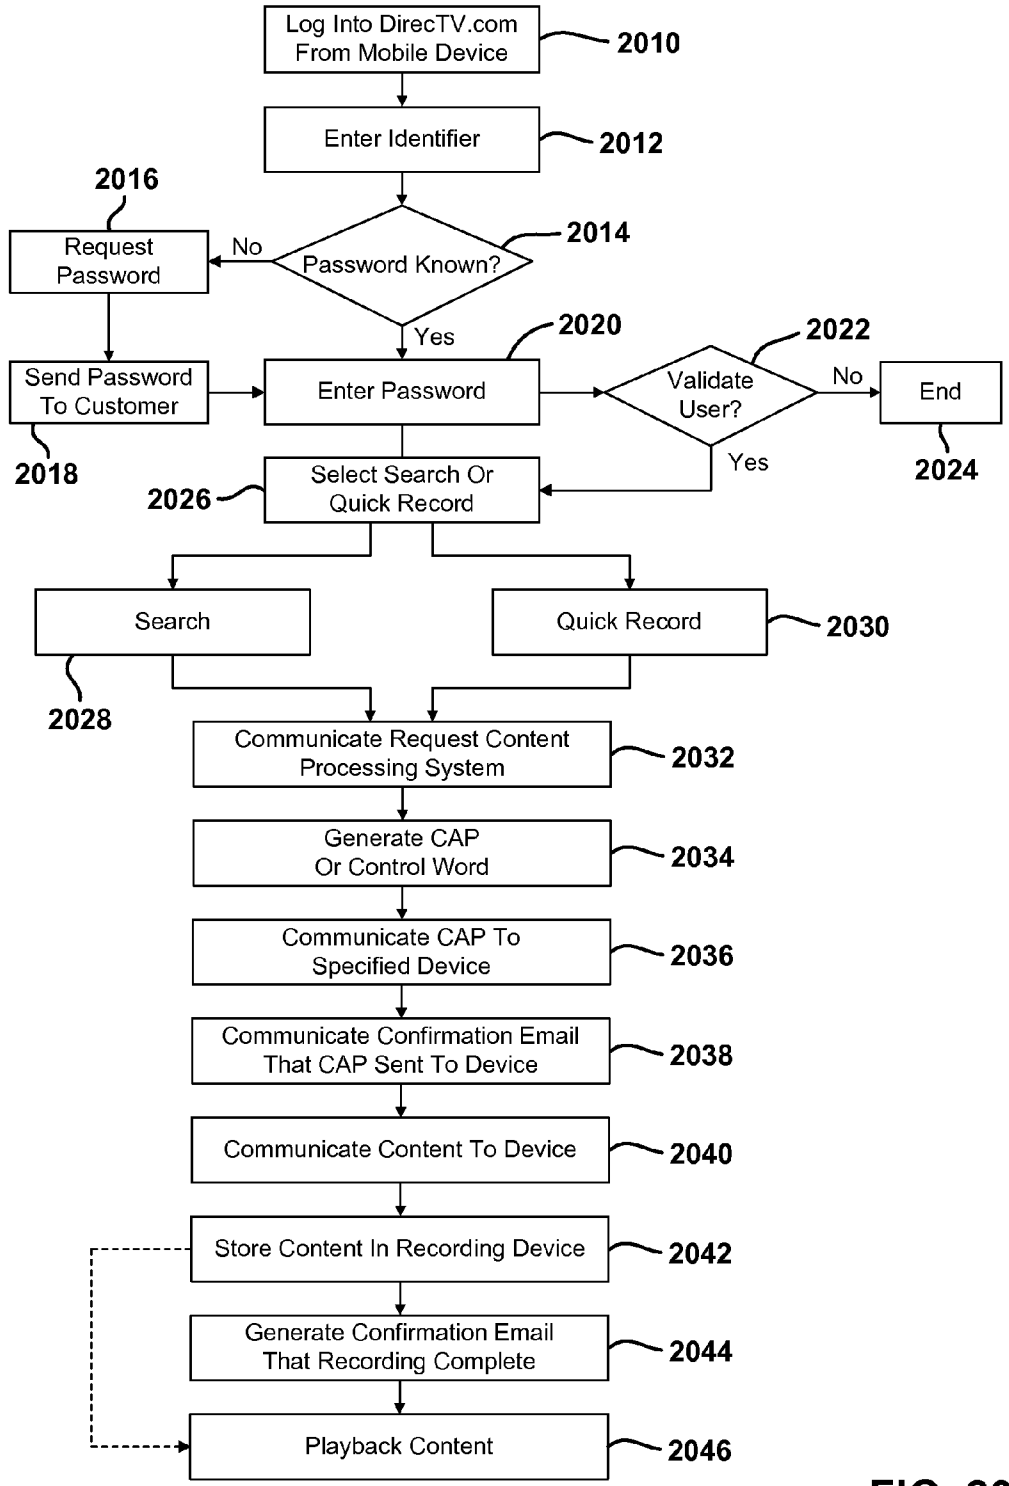 Log Into DirecTV.com
From Mobile Device
2010
Enter Identifier
2012
2016
Request
Password
No
Password Known?
2014
Yes
2020
2022
Send Password
To Customer
2018
Enter Password
Validate
User?
No
End
2024
Yes
2026
Select Search Or
Quick Record
Search
2028
Quick Record
2030
Communicate Request Content
Processing System
2032
Generate CAP
Or Control Word
2034
Communicate CAP To
Specified Device
2036
Communicate Confirmation Email
That CAP Sent To Device
2038
Communicate Content To Device
2040
Store Content In Recording Device
2042
Generate Confirmation Email
That Recording Complete
2044
Playback Content
2046